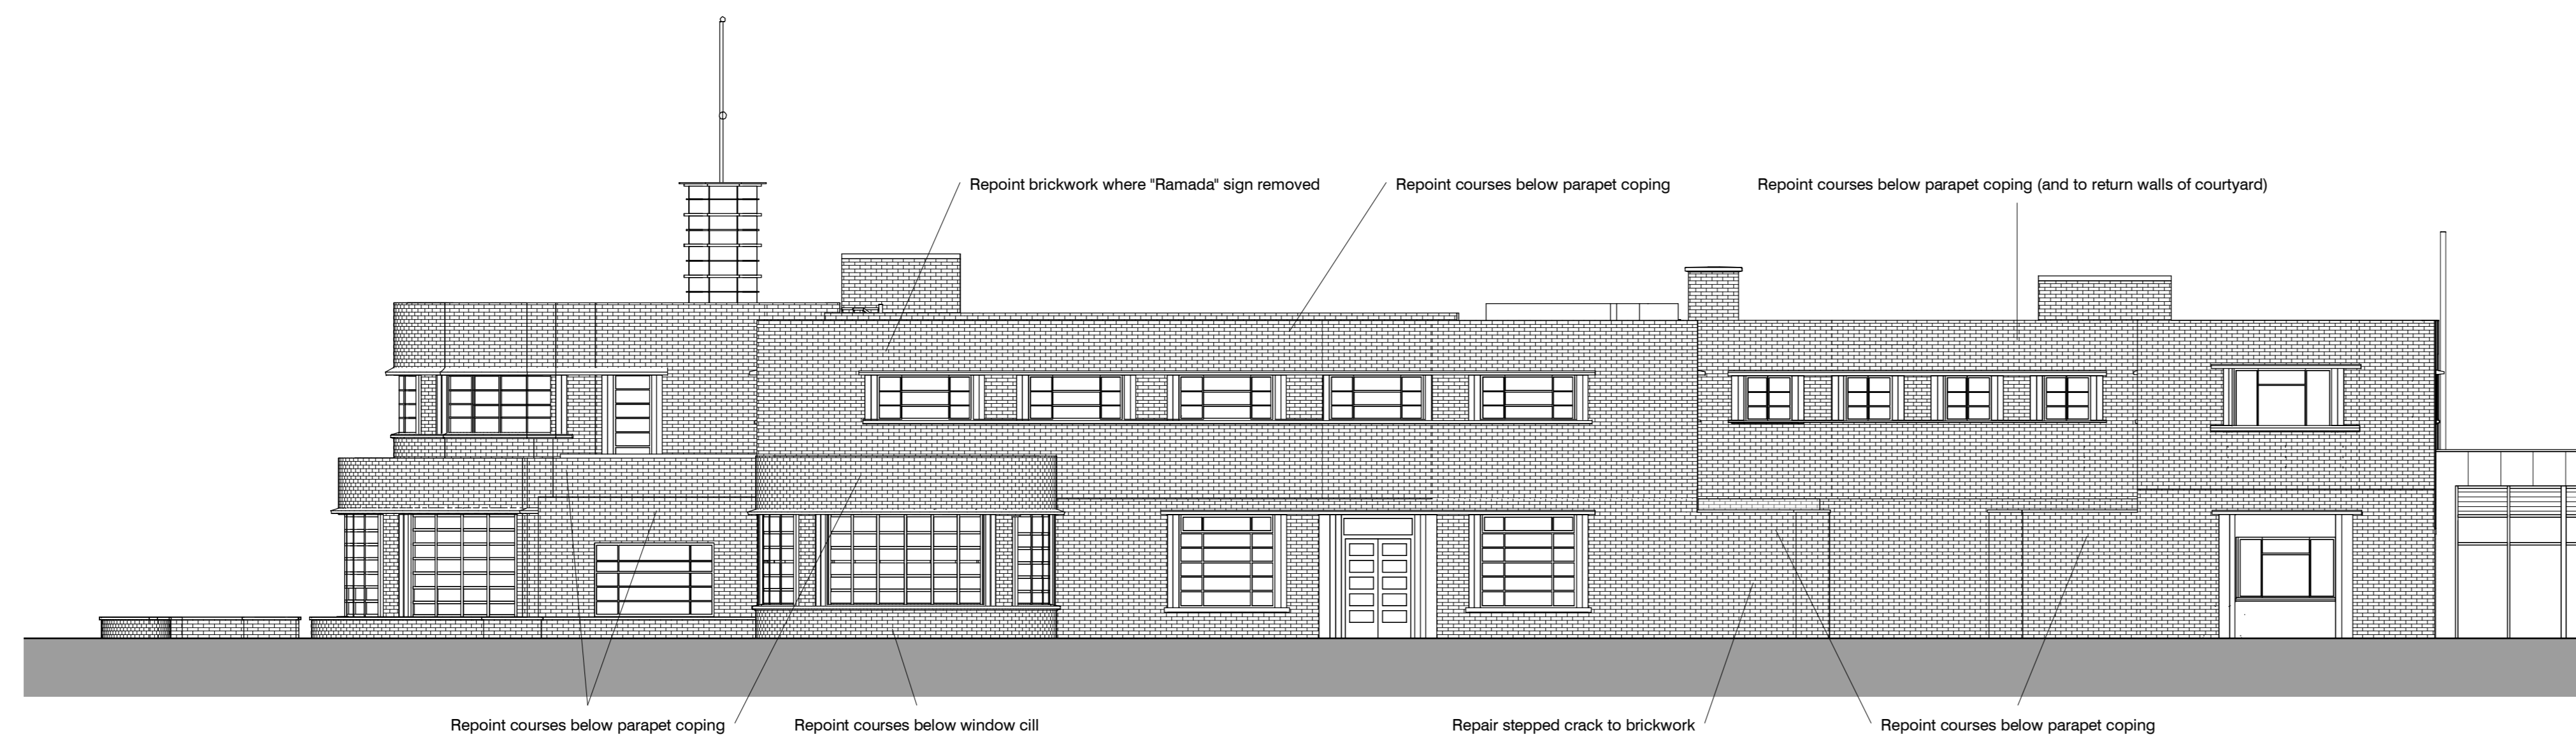 Repoint brickwork where "Ramada" sign removed
Repoint courses below parapet coping
Repoint courses below parapet coping (and to return walls of courtyard)
Repoint courses below parapet coping
Repoint courses below window cill
Repair stepped crack to brickwork
Repoint courses below parapet coping